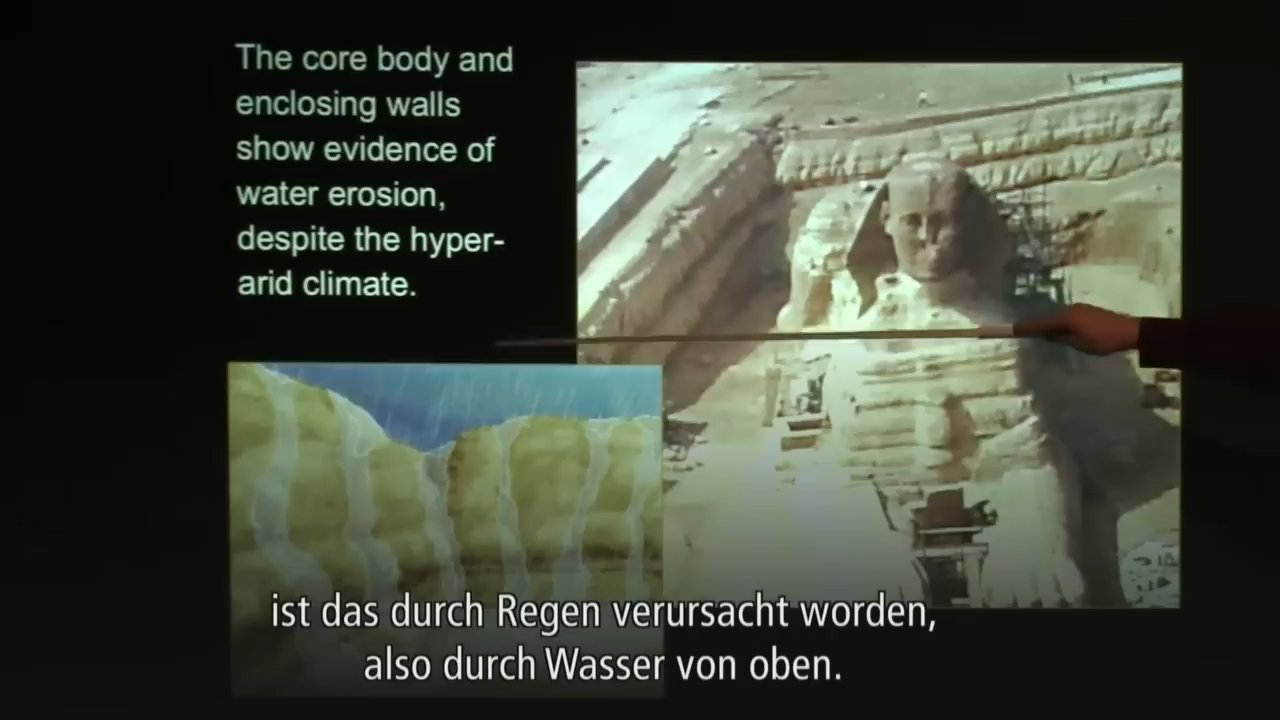 The core body and
enclosing walls
show evidence of
water erosion,
despite the hyper-
arid climate.
ist das durch Regen verursacht worden,
also durch Wasser von oben.